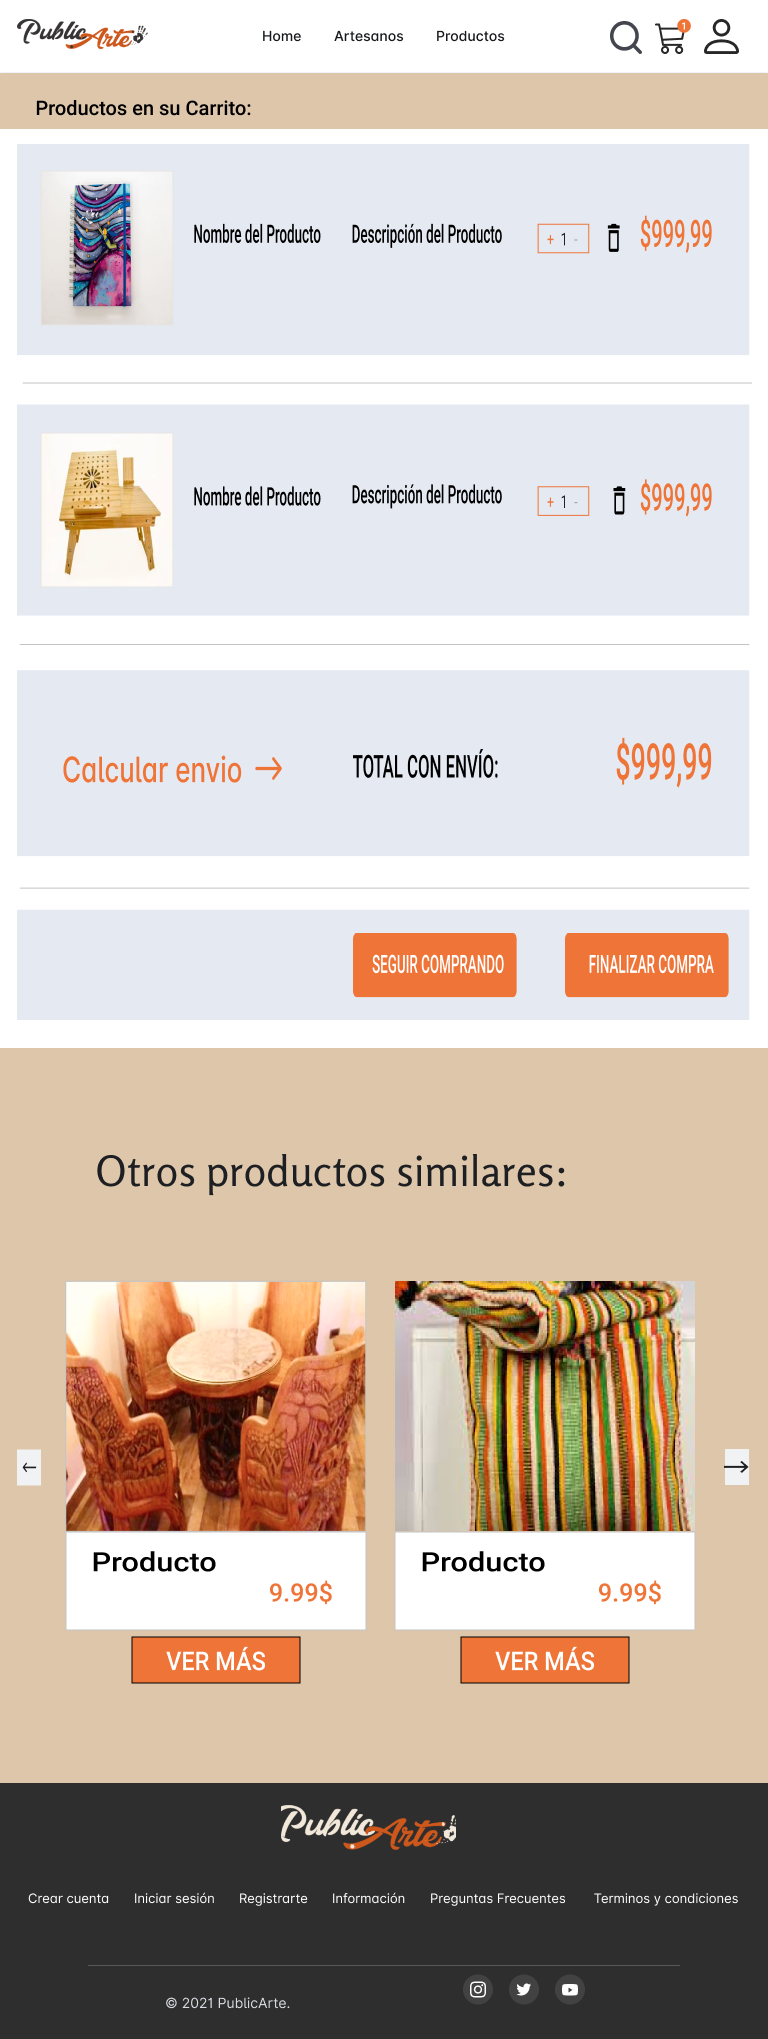 PublicArte
Home Artesanos Productos
1
Productos en su Carrito:
Nombre del Producto Descripción del Producto + 1 - $999,99
Nombre del Producto Descripción del Producto + 1 - $999,99
Calcular envio → TOTAL CON ENVÍO: $999,99
SEGUIR COMPRANDO FINALIZAR COMPRA
Otros productos similares:
Producto Producto
9.99$ 9.99$
VER MÁS VER MÁS
PublicArte
Crear cuenta Iniciar sesión Registrarte Información Preguntas Frecuentes Terminos y condiciones
© 2021 PublicArte.